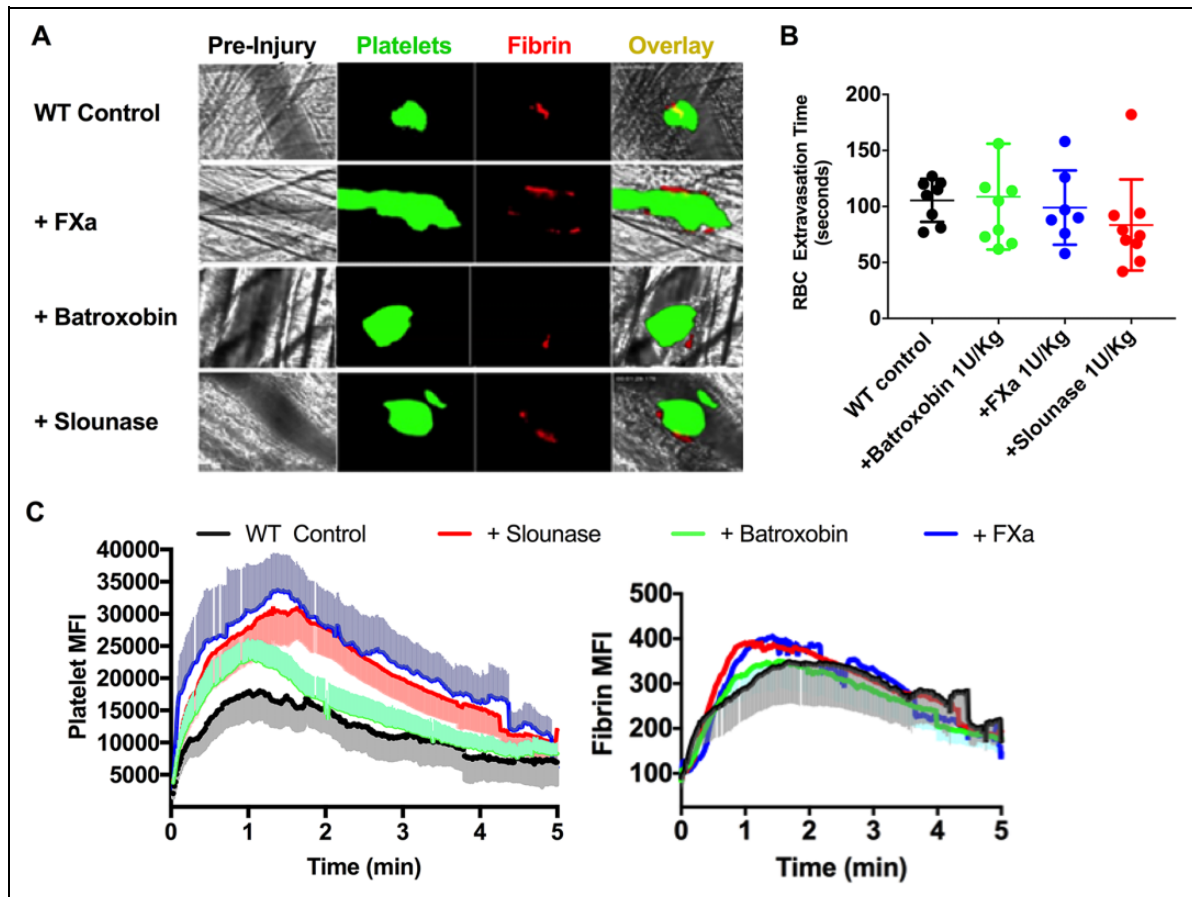 A
Pre-Injury Platelets Fibrin Overlay
WT Control
+ FXa
+ Batroxobin
+ Slounase
B
RBC Extravasation Time
(seconds)
200
150
100
50
0
WT control
+Batroxobin 1U/Kg
+FXa 1U/Kg
+Slounase 1U/Kg
C
WT Control + Slounase + Batroxobin + FXa
Platelet MFI
40000
35000
30000
25000
20000
15000
10000
5000
0 1 2 3 4 5
Time (min)
Fibrin MFI
500
400
300
200
100
0 1 2 3 4 5
Time (min)